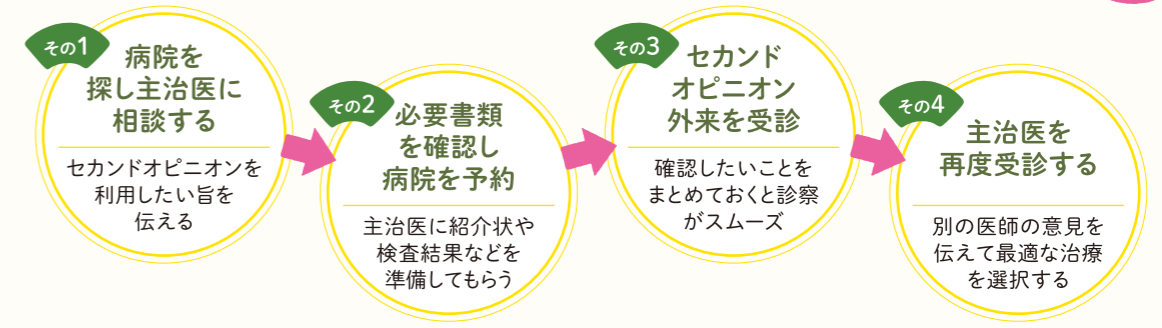 その1
病院を
探し主治医に
相談する
セカンドオピニオンを
利用したい旨を
伝える
その2
必要書類
を確認し
病院を予約
主治医に紹介状や
検査結果などを
準備してもらう
その3
セカンド
オピニオン
外来を受診
確認したいことを
まとめておくと診察
がスムーズ
その4
主治医を
再度受診する
別の医師の意見を
伝えて最適な治療
を選択する